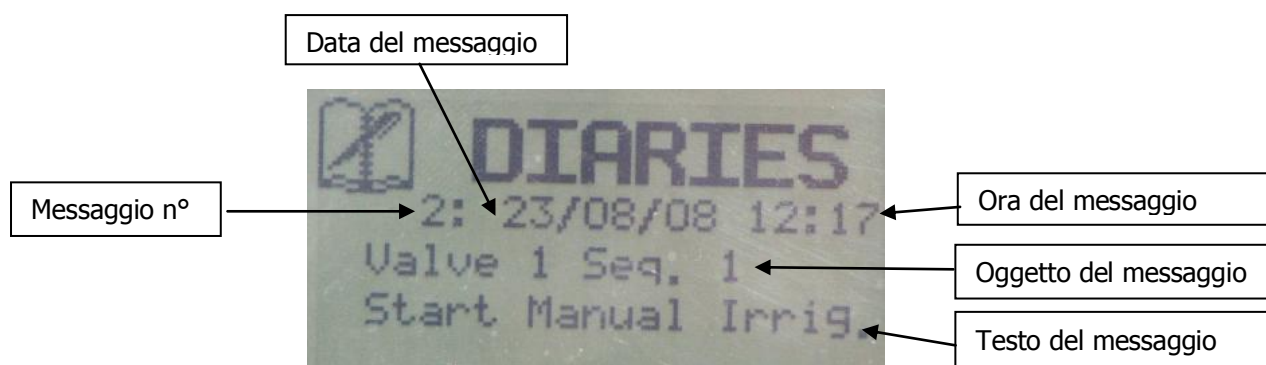 Data del messaggio
DIARIES
Messaggio n°
2: 23/08/08 12:17
Ora del messaggio
Valve 1 Seq. 1
Oggetto del messaggio
Start Manual Irrig.
Testo del messaggio